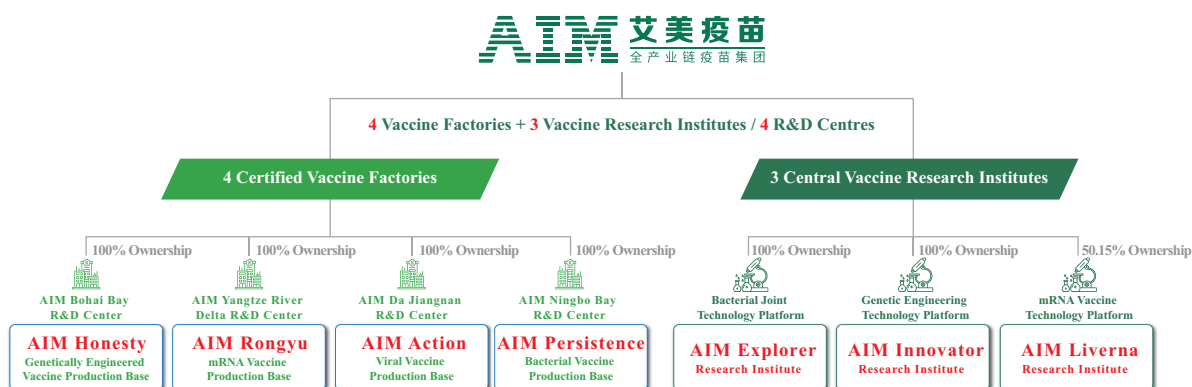 AIM 艾美疫苗
全产业链疫苗集团
4 Vaccine Factories + 3 Vaccine Research Institutes / 4 R&D Centres
4 Certified Vaccine Factories
3 Central Vaccine Research Institutes
100% Ownership
100% Ownership
100% Ownership
100% Ownership
100% Ownership
100% Ownership
50.15% Ownership
AIM Bohai Bay
R&D Center
AIM Honesty
Genetically Engineered
Vaccine Production Base
AIM Yangtze River
Delta R&D Center
AIM Rongyu
mRNA Vaccine
Production Base
AIM Da Jiangnan
R&D Center
AIM Action
Viral Vaccine
Production Base
AIM Ningbo Bay
R&D Center
AIM Persistence
Bacterial Vaccine
Production Base
Bacterial Joint
Technology Platform
AIM Explorer
Research Institute
Genetic Engineering
Technology Platform
AIM Innovator
Research Institute
mRNA Vaccine
Technology Platform
AIM Liverna
Research Institute